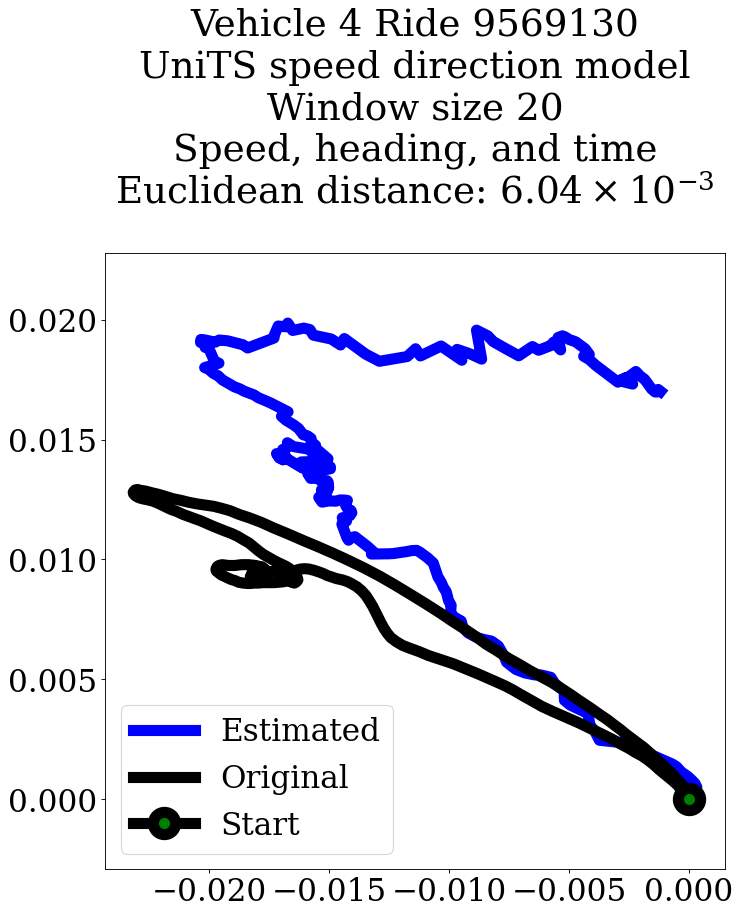 Vehicle 4 Ride 9569130
UniTS speed direction model
Window size 20
Speed, heading, and time
Euclidean distance: 6.04 × 10⁻³
0.020
0.015
0.010
0.005
0.000
Estimated
Original
Start
−0.020 −0.015 −0.010 −0.005 0.000